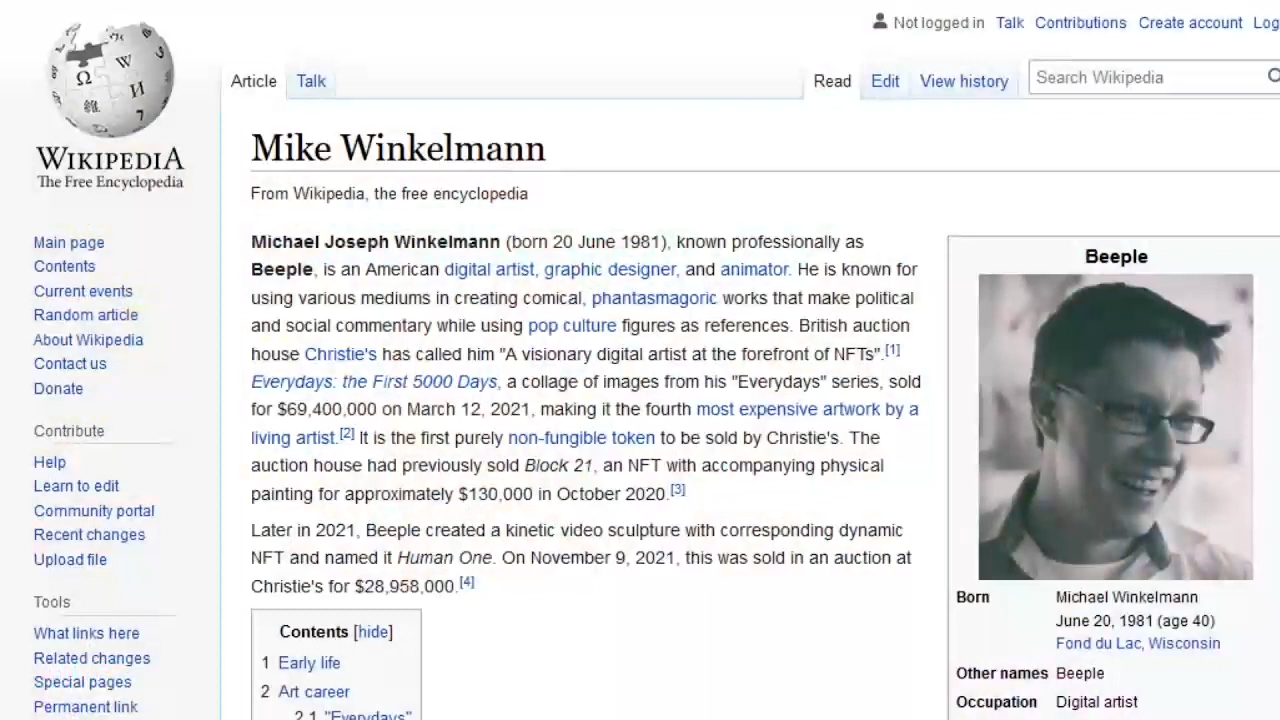 Not logged in Talk Contributions Create account Log
Article Talk Read Edit View history Search Wikipedia
WIKIPEDIA
The Free Encyclopedia
Main page
Contents
Current events
Random article
About Wikipedia
Contact us
Donate
Contribute
Help
Learn to edit
Community portal
Recent changes
Upload file
Tools
What links here
Related changes
Special pages
Permanent link
Mike Winkelmann
From Wikipedia, the free encyclopedia
Michael Joseph Winkelmann (born 20 June 1981), known professionally as
Beeple, is an American digital artist, graphic designer, and animator. He is known for
using various mediums in creating comical, phantasmagoric works that make political
and social commentary while using pop culture figures as references. British auction
house Christie's has called him "A visionary digital artist at the forefront of NFTs".[1]
Everydays: the First 5000 Days, a collage of images from his "Everydays" series, sold
for $69,400,000 on March 12, 2021, making it the fourth most expensive artwork by a
living artist.[2] It is the first purely non-fungible token to be sold by Christie's. The
auction house had previously sold Block 21, an NFT with accompanying physical
painting for approximately $130,000 in October 2020.[3]
Later in 2021, Beeple created a kinetic video sculpture with corresponding dynamic
NFT and named it Human One. On November 9, 2021, this was sold in an auction at
Christie's for $28,958,000.[4]
Contents [hide]
1 Early life
2 Art career
2.1 "Everydays"
Beeple
Born Michael Winkelmann
June 20, 1981 (age 40)
Fond du Lac, Wisconsin
Other names Beeple
Occupation Digital artist